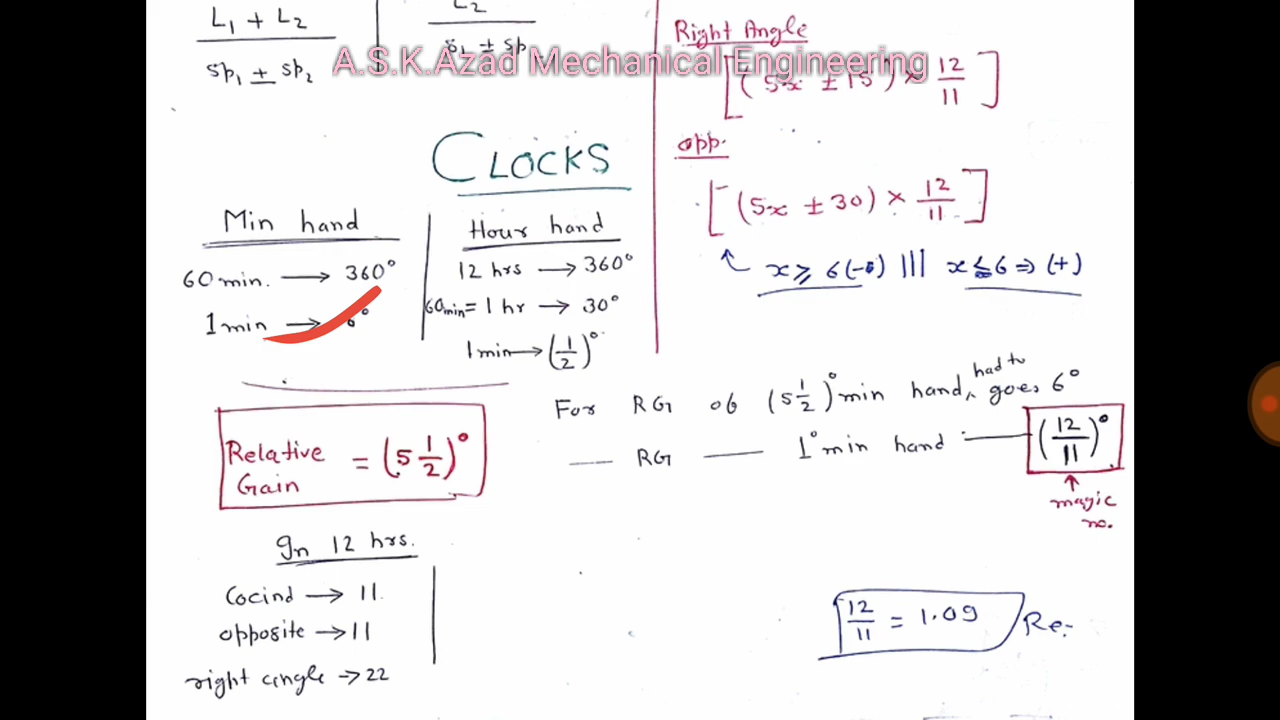 L₁ + L₂
Sp₁ ± Sp₂
L₂
Right Angle
A.S.K.Azad Mechanical Engineering
[(5x ± 15) × 12/11]
CLOCKS
opp.
[(5x ± 30) × 12/11]
x ≥ 6 (-) ||| x ≤ 6 ⇒ (+)
Min hand
60 min. → 360°
1 min →
Hour hand
12 hrs → 360°
60min = 1 hr → 30°
1 min → (1/2)°
Relative Gain = (5 1/2)°
For RG of (5 1/2)° min hand, had to goes 6°
— RG — 1° min hand — (12/11)°
magic no.
In 12 hrs.
Cocind → 11
opposite → 11
right angle → 22
12/11 = 1.09